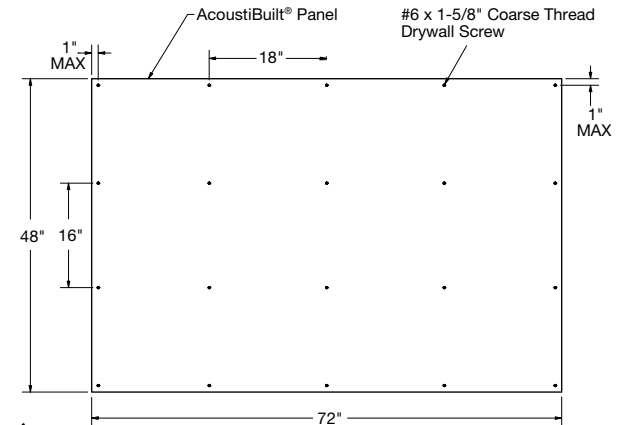 AcoustiBuilt® Panel
#6 x 1-5/8" Coarse Thread
Drywall Screw
1"
MAX
18"
1"
MAX
48"
16"
72"